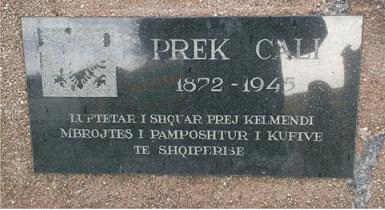 PREK CALI
1872 - 1945
LUFTETAR I SHQUAR PREJ KELMENDI
MBROJTES I PAMPOSHTUR I KUFIVE
TE SHQIPERISE